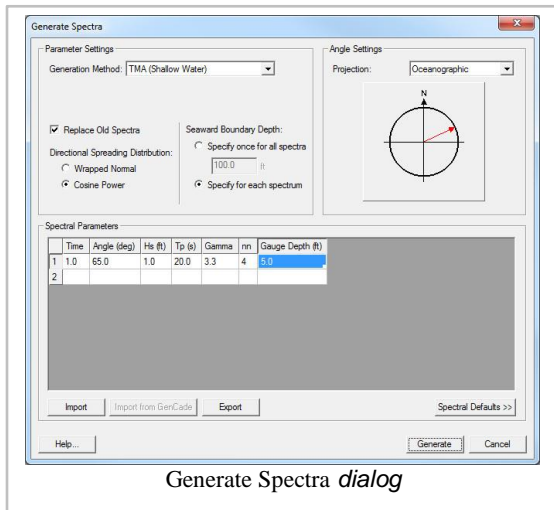 Generate Spectra
Parameter Settings
Generation Method: TMA (Shallow Water)
Replace Old Spectra
Directional Spreading Distribution:
Wrapped Normal
Cosine Power
Seaward Boundary Depth:
Specify once for all spectra
100.0 ft
Specify for each spectrum
Angle Settings
Projection: Oceanographic
N
Spectral Parameters
Time Angle (deg) Hs (ft) Tp (s) Gamma nn Gauge Depth (ft)
1 1.0 65.0 1.0 20.0 3.3 4 5.0
2
Import Import from GenCade Export Spectral Defaults >>
Help... Generate Cancel
Generate Spectra dialog